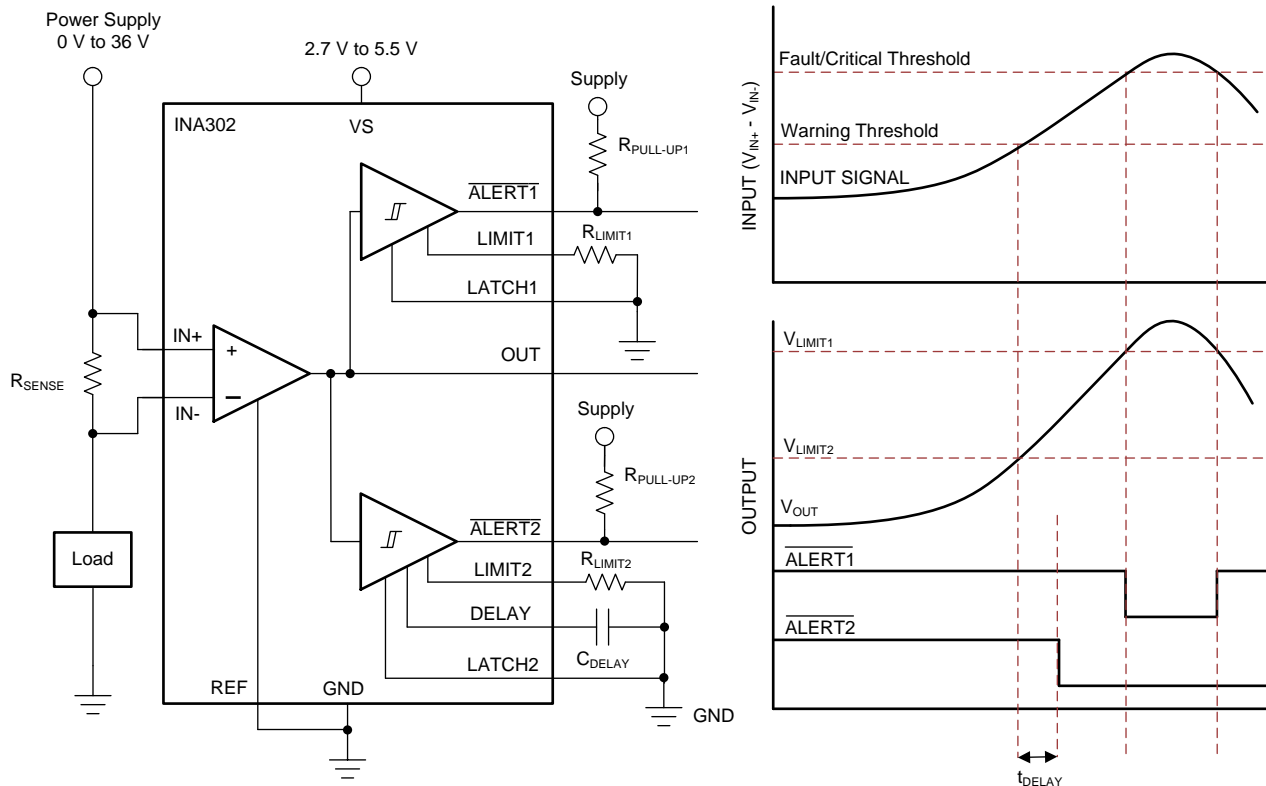 Power Supply
0 V to 36 V
2.7 V to 5.5 V
Supply
INA302
VS
RPULL-UP1
ALERT1
LIMIT1
RLIMIT1
LATCH1
IN+
+
OUT
RSENSE
IN-
−
Supply
RPULL-UP2
ALERT2
RLIMIT2
LIMIT2
Load
DELAY
CDELAY
LATCH2
REF
GND
GND
INPUT (VIN+ - VIN-)
Fault/Critical Threshold
Warning Threshold
INPUT SIGNAL
OUTPUT
VLIMIT1
VLIMIT2
VOUT
ALERT1
ALERT2
tDELAY